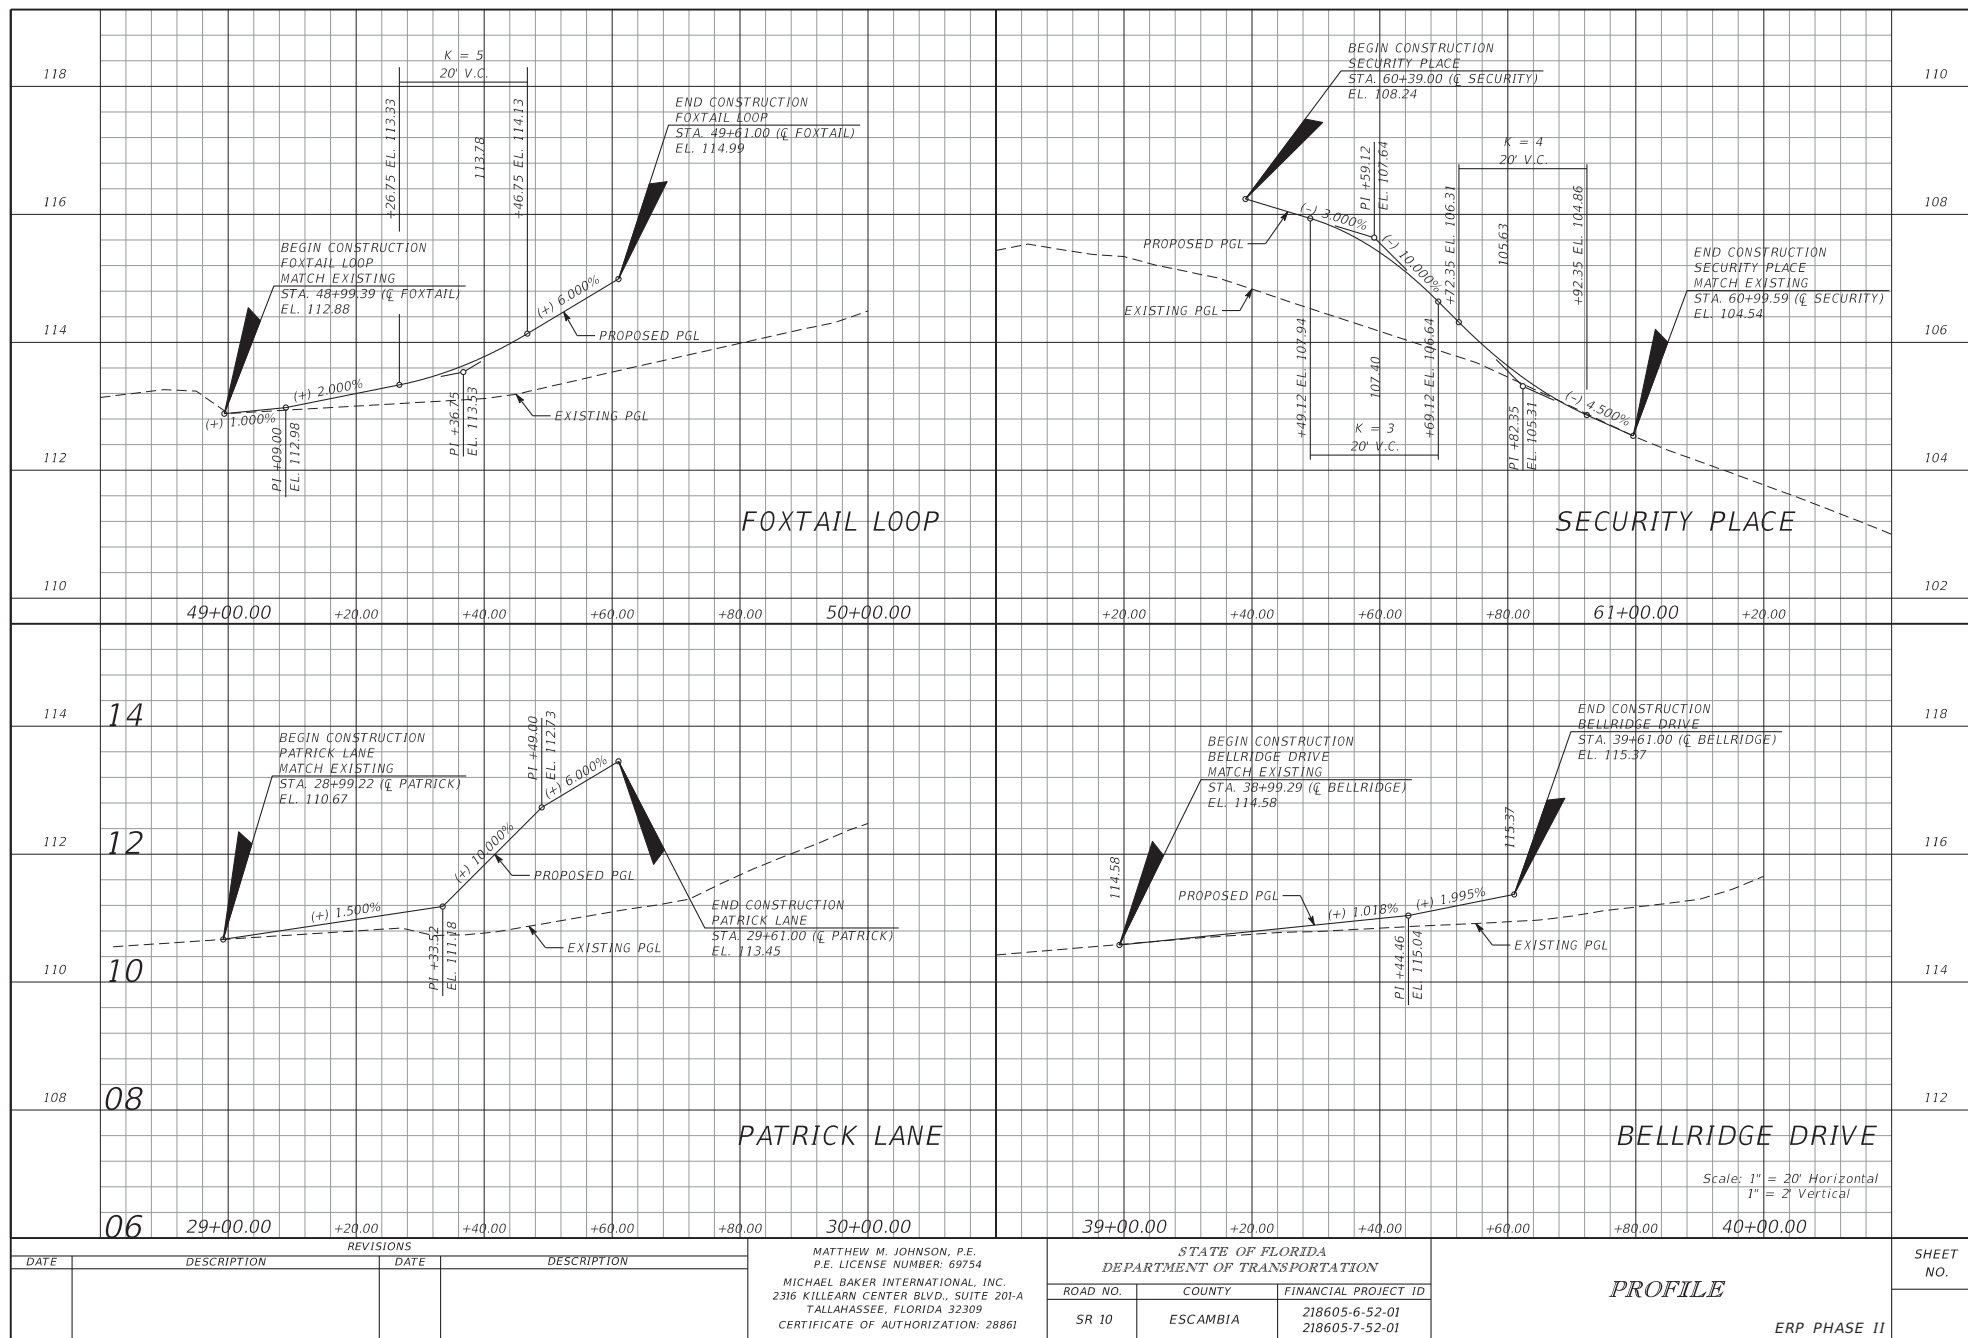 118
116
114
112
110
K = 5
20' V.C.
+26.75 EL. 113.33
113.78
+46.75 EL. 114.13
END CONSTRUCTION
FOXTAIL LOOP
STA. 49+61.00 (℄ FOXTAIL)
EL. 114.99
BEGIN CONSTRUCTION
FOXTAIL LOOP
MATCH EXISTING
STA. 48+99.39 (℄ FOXTAIL)
EL. 112.88
(+) 1.000%
(+) 2.000%
(+) 6.000%
PROPOSED PGL
EXISTING PGL
PI +09.00
EL. 112.98
PI +36.75
EL. 113.53
FOXTAIL LOOP
49+00.00
+20.00
+40.00
+60.00
+80.00
50+00.00
BEGIN CONSTRUCTION
SECURITY PLACE
STA. 60+39.00 (℄ SECURITY)
EL. 108.24
PI +59.12
EL. 107.64
K = 4
20' V.C.
+72.35 EL. 106.31
105.63
+92.35 EL. 104.86
(-) 3.000%
(-) 10.000%
(-) 4.500%
PROPOSED PGL
EXISTING PGL
END CONSTRUCTION
SECURITY PLACE
MATCH EXISTING
STA. 60+99.59 (℄ SECURITY)
EL. 104.54
+49.12 EL. 107.94
107.40
+69.12 EL. 106.64
K = 3
20' V.C.
PI +82.35
EL. 105.31
SECURITY PLACE
110
108
106
104
102
+20.00
+40.00
+60.00
+80.00
61+00.00
+20.00
114
112
110
108
14
12
10
08
06
BEGIN CONSTRUCTION
PATRICK LANE
MATCH EXISTING
STA. 28+99.22 (℄ PATRICK)
EL. 110.67
PI +49.00
EL. 112.73
(+) 1.500%
(+) 10.000%
(+) 6.000%
PROPOSED PGL
EXISTING PGL
PI +33.52
EL. 111.18
END CONSTRUCTION
PATRICK LANE
STA. 29+61.00 (℄ PATRICK)
EL. 113.45
PATRICK LANE
29+00.00
+20.00
+40.00
+60.00
+80.00
30+00.00
BEGIN CONSTRUCTION
BELLRIDGE DRIVE
MATCH EXISTING
STA. 38+99.29 (℄ BELLRIDGE)
EL. 114.58
END CONSTRUCTION
BELLRIDGE DRIVE
STA. 39+61.00 (℄ BELLRIDGE)
EL. 115.37
114.58
115.37
PROPOSED PGL
(+) 1.018%
(+) 1.995%
EXISTING PGL
PI +44.46
EL. 115.04
118
116
114
112
BELLRIDGE DRIVE
Scale: 1" = 20' Horizontal
1" = 2' Vertical
39+00.00
+20.00
+40.00
+60.00
+80.00
40+00.00
REVISIONS
DATE DESCRIPTION DATE DESCRIPTION
MATTHEW M. JOHNSON, P.E.
P.E. LICENSE NUMBER: 69754
MICHAEL BAKER INTERNATIONAL, INC.
2316 KILLEARN CENTER BLVD., SUITE 201-A
TALLAHASSEE, FLORIDA 32309
CERTIFICATE OF AUTHORIZATION: 28861
STATE OF FLORIDA
DEPARTMENT OF TRANSPORTATION
ROAD NO. COUNTY FINANCIAL PROJECT ID
SR 10 ESCAMBIA 218605-6-52-01
218605-7-52-01
PROFILE
ERP PHASE II
SHEET
NO.